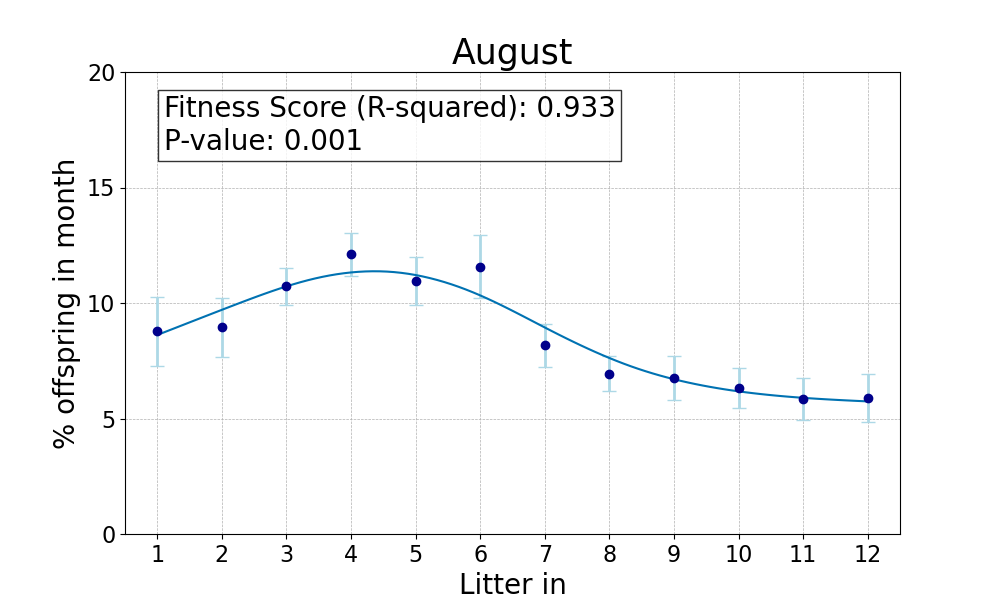 August
Fitness Score (R-squared): 0.933
P-value: 0.001
% offspring in month
20
15
10
5
0
1 2 3 4 5 6 7 8 9 10 11 12
Litter in